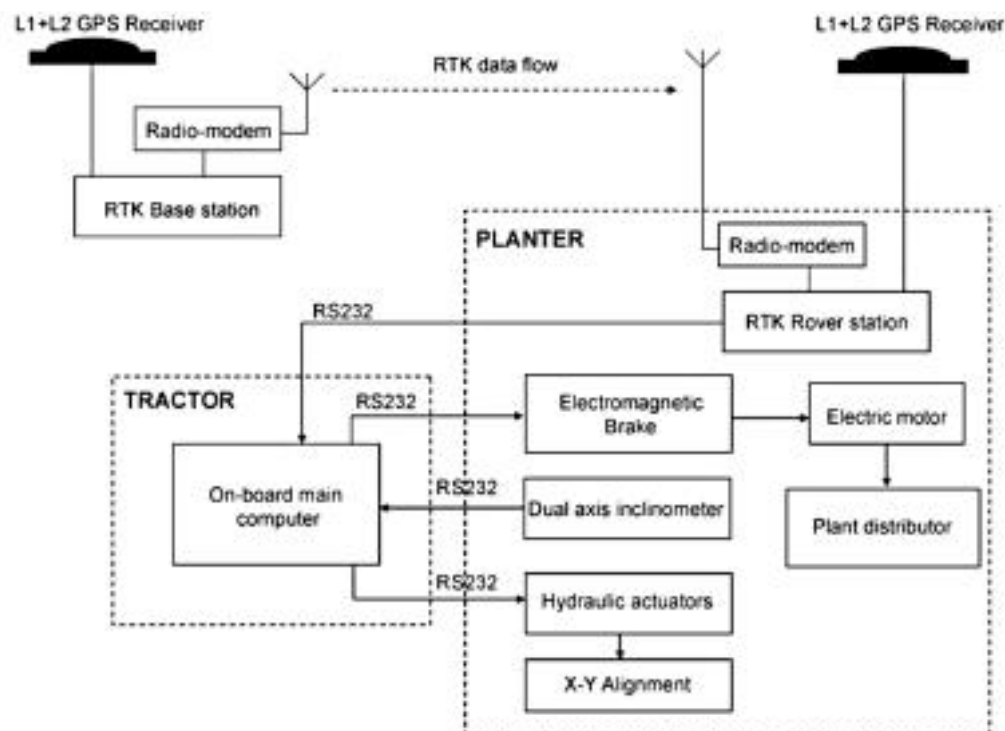 L1+L2 GPS Receiver
L1+L2 GPS Receiver
RTK data flow
Radio-modem
RTK Base station
PLANTER
Radio-modem
RS232
RTK Rover station
TRACTOR
RS232
Electromagnetic
Brake
Electric motor
On-board main
computer
RS232
Dual axis inclinometer
Plant distributor
RS232
Hydraulic actuators
X-Y Alignment